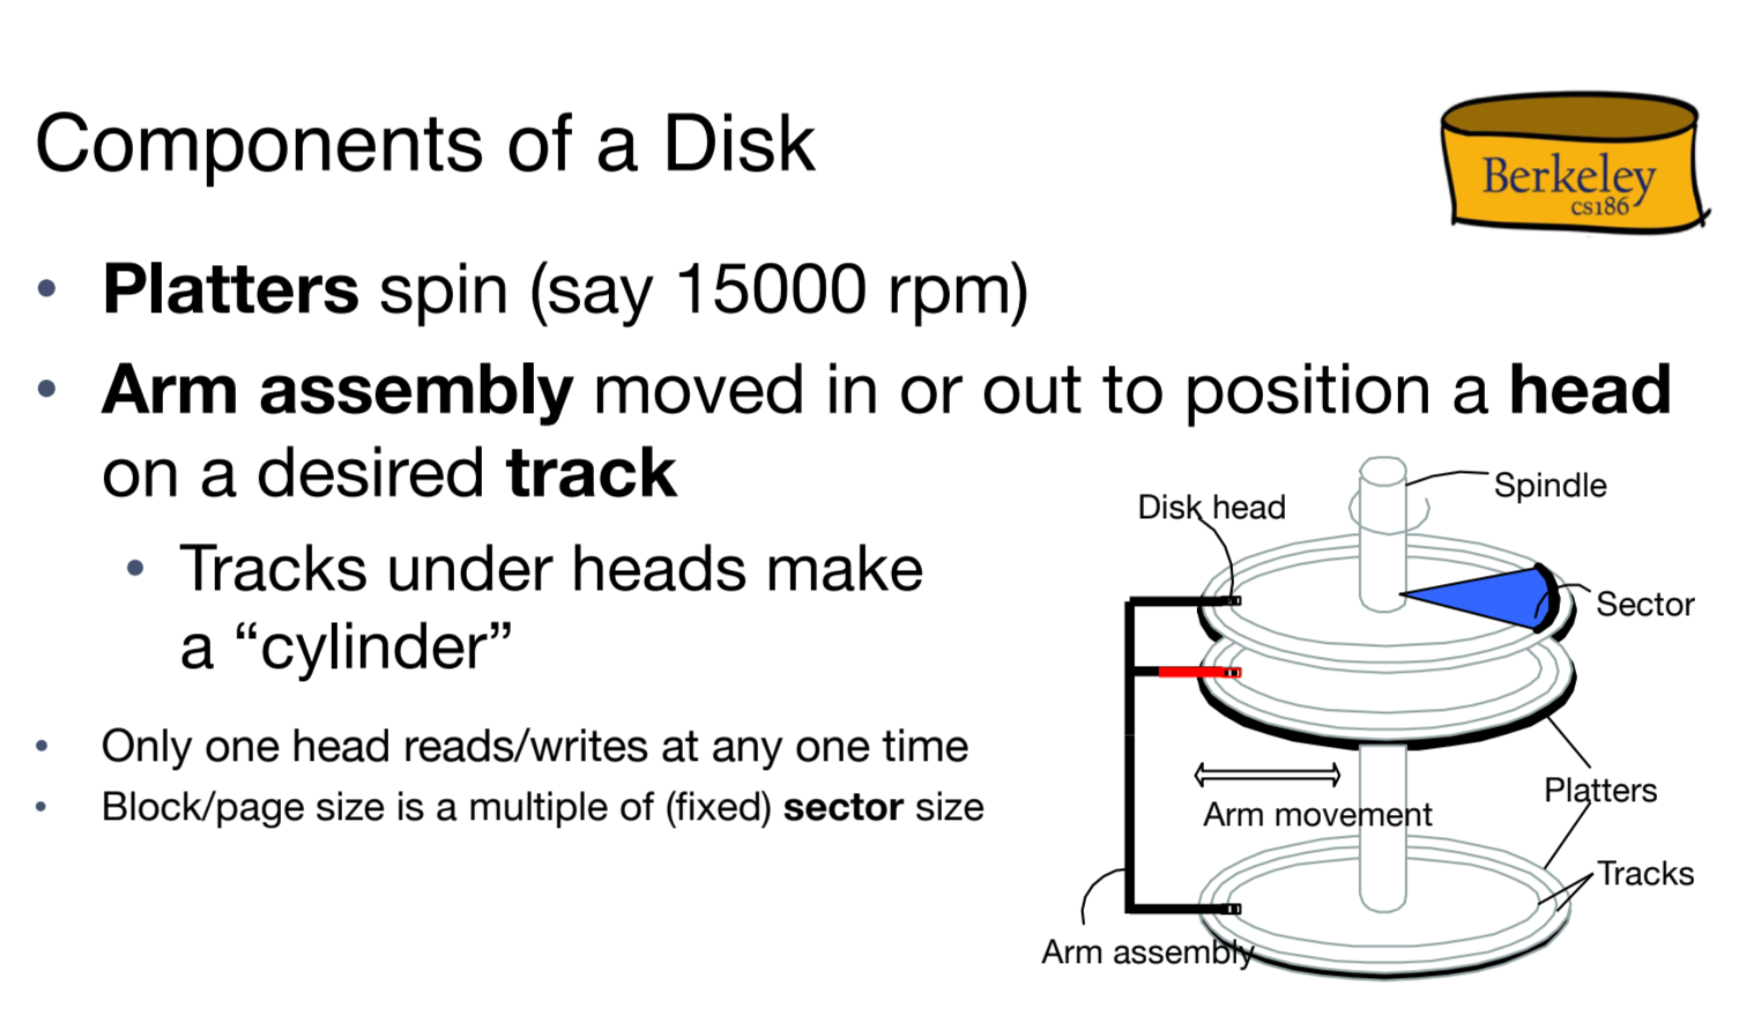 Components of a Disk
Berkeley
cs186
• Platters spin (say 15000 rpm)
• Arm assembly moved in or out to position a head
on a desired track
• Tracks under heads make
a “cylinder”
• Only one head reads/writes at any one time
• Block/page size is a multiple of (fixed) sector size
Spindle
Disk head
Sector
Platters
Arm movement
Tracks
Arm assembly